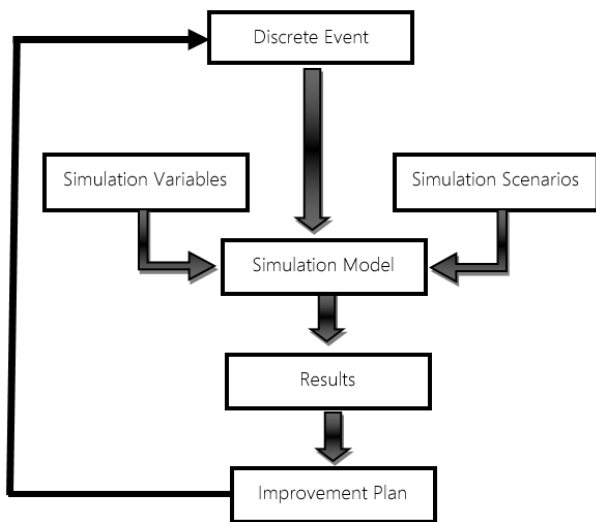 Discrete Event
Simulation Variables
Simulation Scenarios
Simulation Model
Results
Improvement Plan